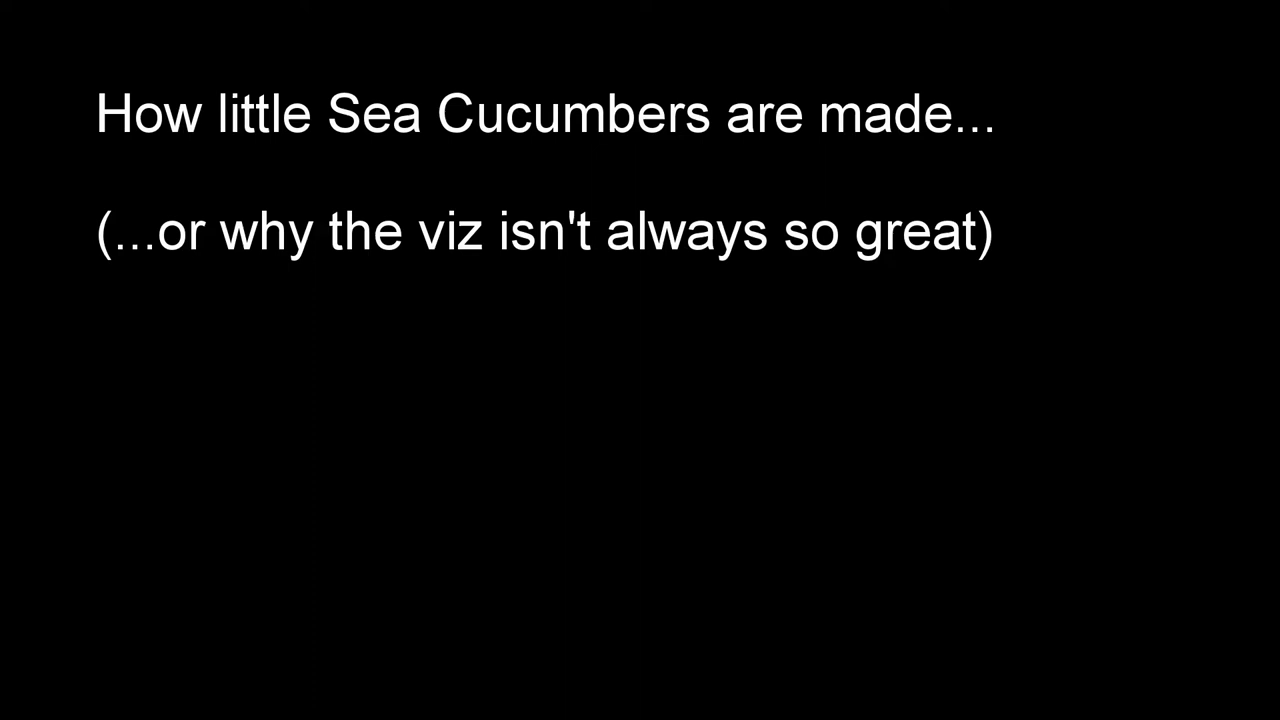 How little Sea Cucumbers are made...
(...or why the viz isn't always so great)